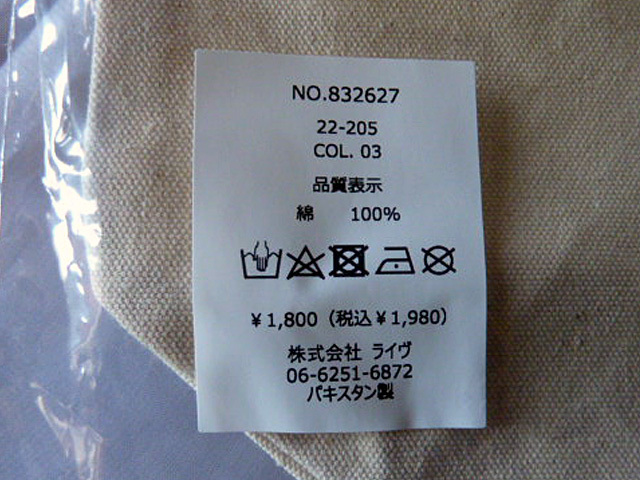 NO.832627
22-205
COL. 03
品質表示
綿 100%
￥1,800（税込￥1,980）
株式会社 ライヴ
06-6251-6872
パキスタン製